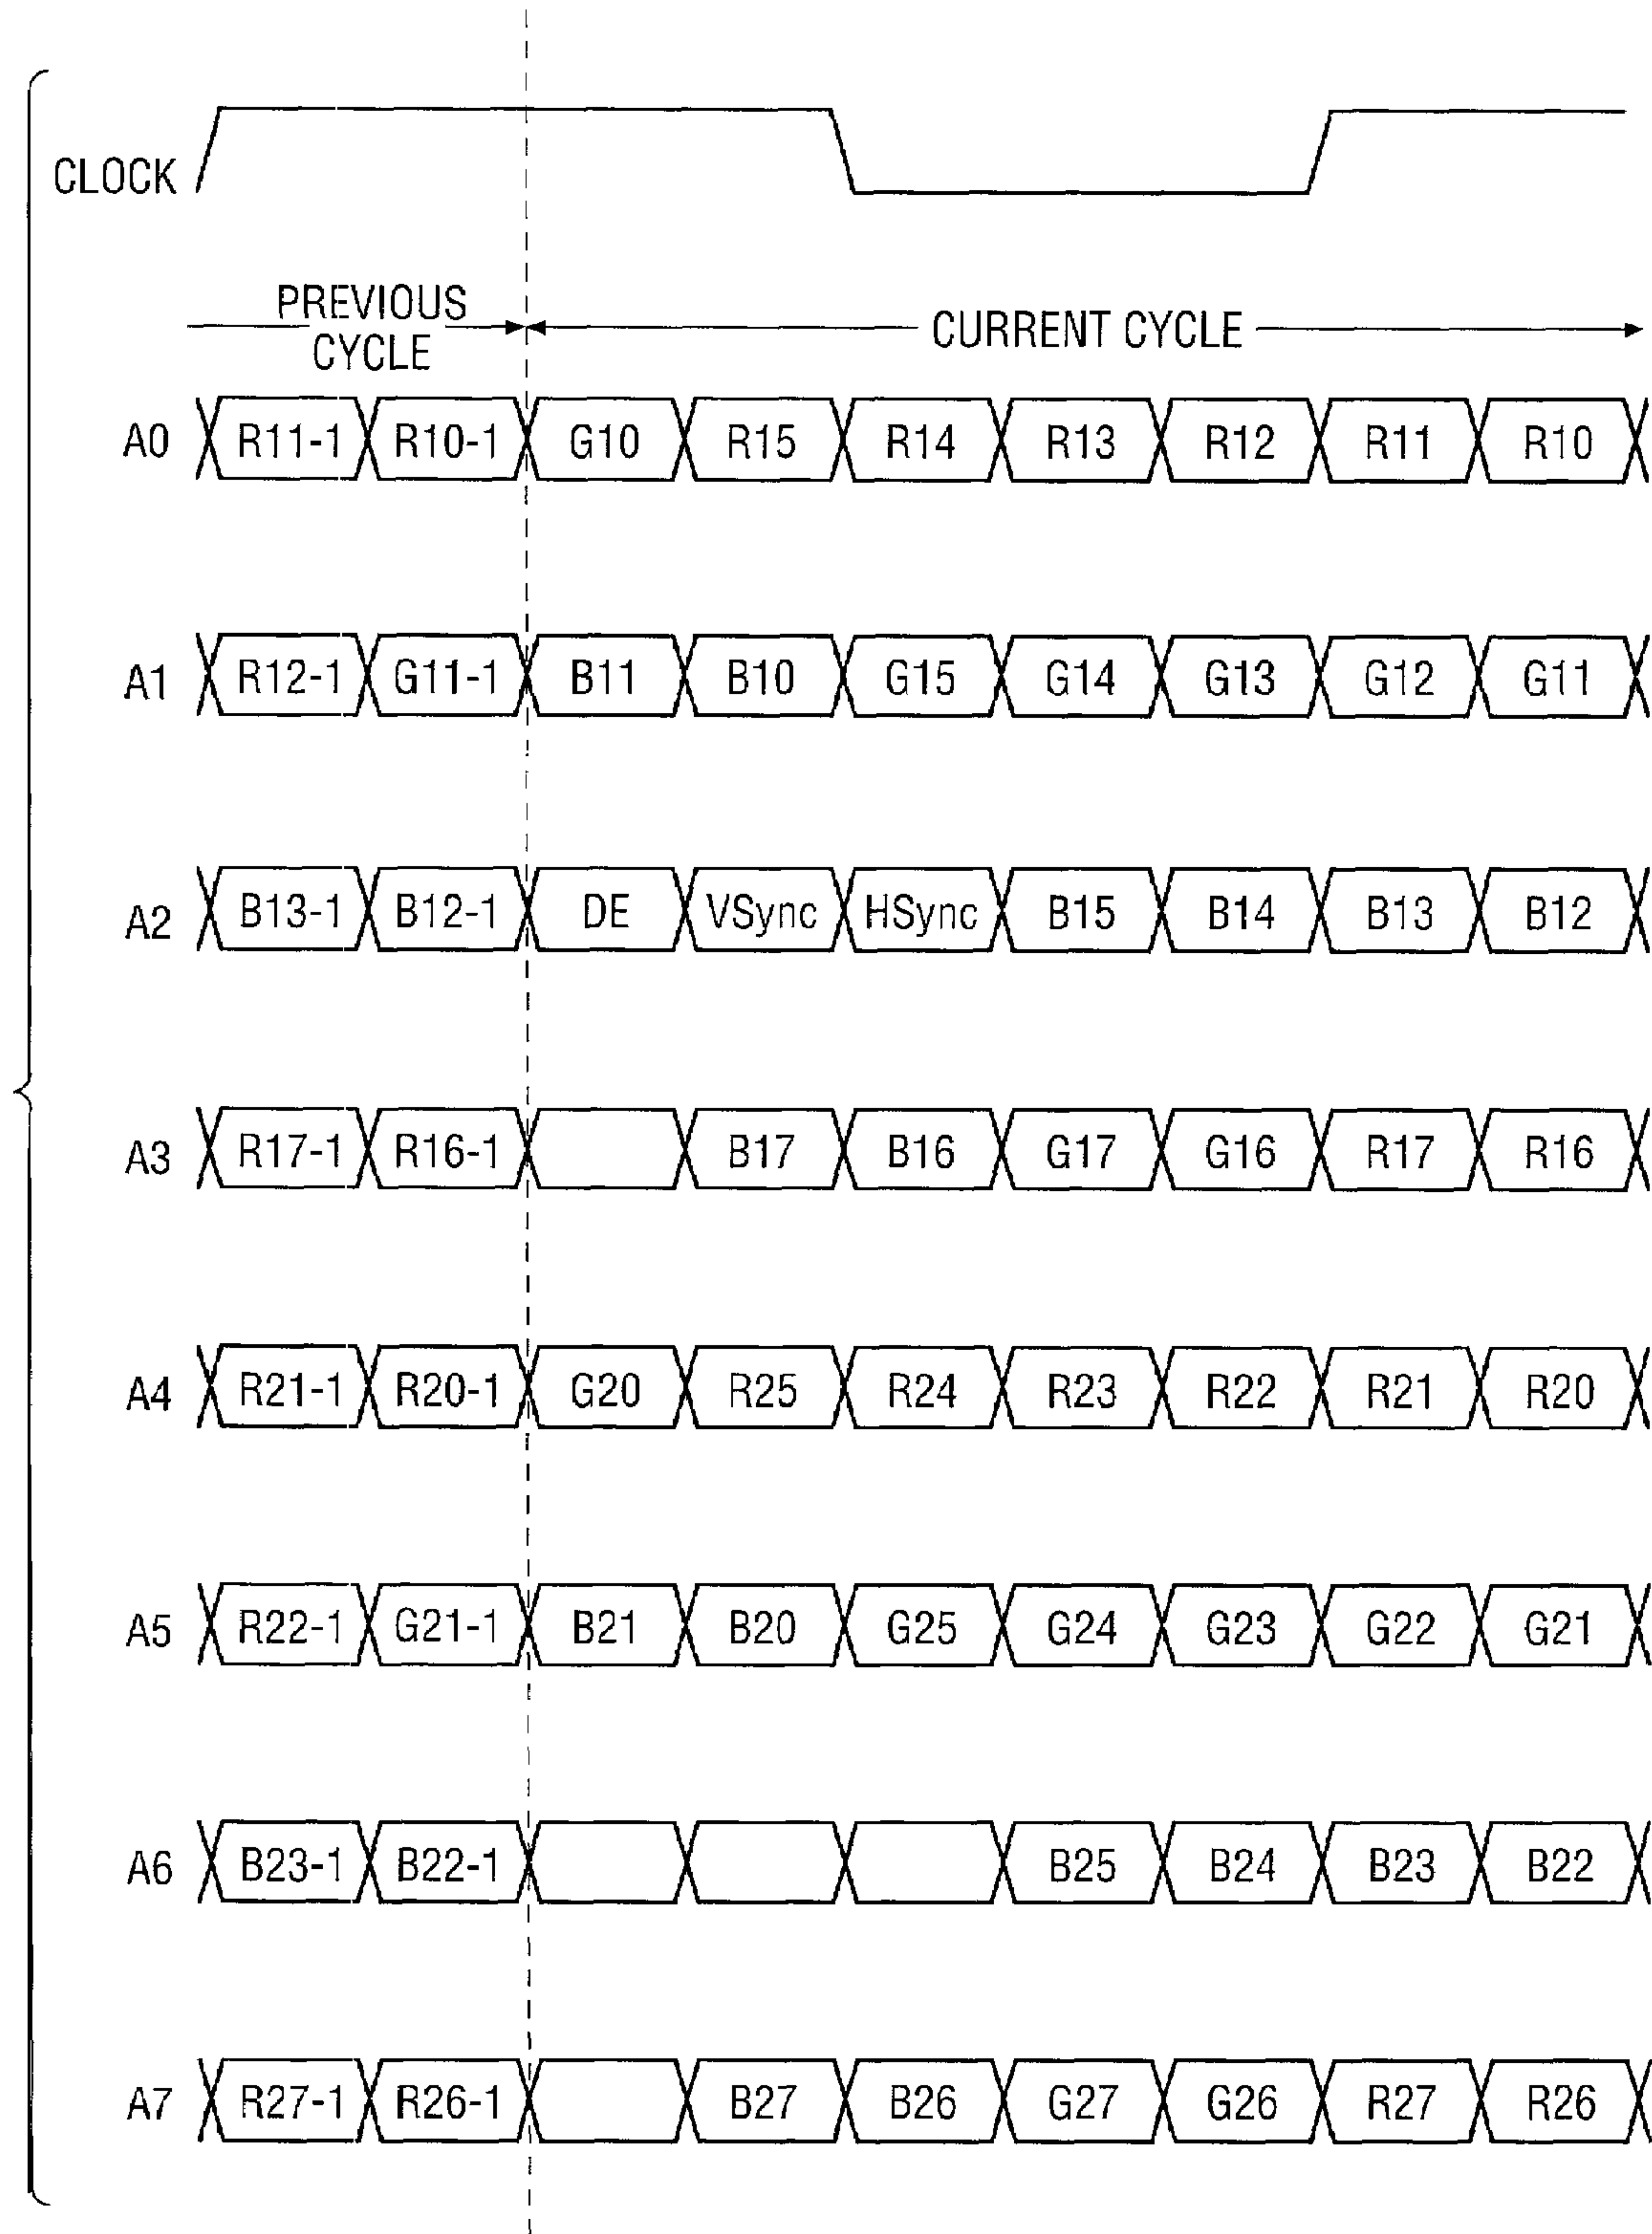 CLOCK
PREVIOUS
CYCLE
CURRENT CYCLE
A0 R11-1 R10-1 G10 R15 R14 R13 R12 R11 R10
A1 R12-1 G11-1 B11 B10 G15 G14 G13 G12 G11
A2 B13-1 B12-1 DE VSync HSync B15 B14 B13 B12
A3 R17-1 R16-1 B17 B16 G17 G16 R17 R16
A4 R21-1 R20-1 G20 R25 R24 R23 R22 R21 R20
A5 R22-1 G21-1 B21 B20 G25 G24 G23 G22 G21
A6 B23-1 B22-1 B25 B24 B23 B22
A7 R27-1 R26-1 B27 B26 G27 G26 R27 R26